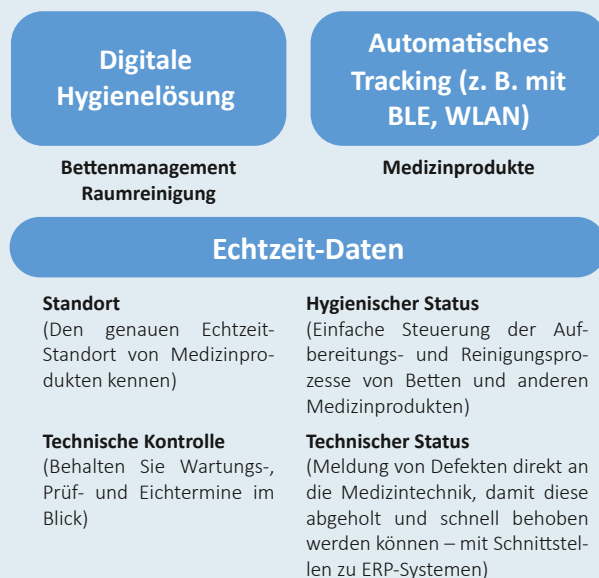 Digitale
Hygienelösung
Automatisches
Tracking (z. B. mit
BLE, WLAN)
Bettenmanagement
Raumreinigung
Medizinprodukte
Echtzeit-Daten
Standort
(Den genauen Echtzeit-
Standort von Medizinpro-
dukten kennen)
Hygienischer Status
(Einfache Steuerung der Auf-
bereitungs- und Reinigungspro-
zesse von Betten und anderen
Medizinprodukten)
Technische Kontrolle
(Behalten Sie Wartungs-,
Prüf- und Eichtermine im
Blick)
Technischer Status
(Meldung von Defekten direkt an
die Medizintechnik, damit diese
abgeholt und schnell behoben
werden können – mit Schnittstel-
len zu ERP-Systemen)